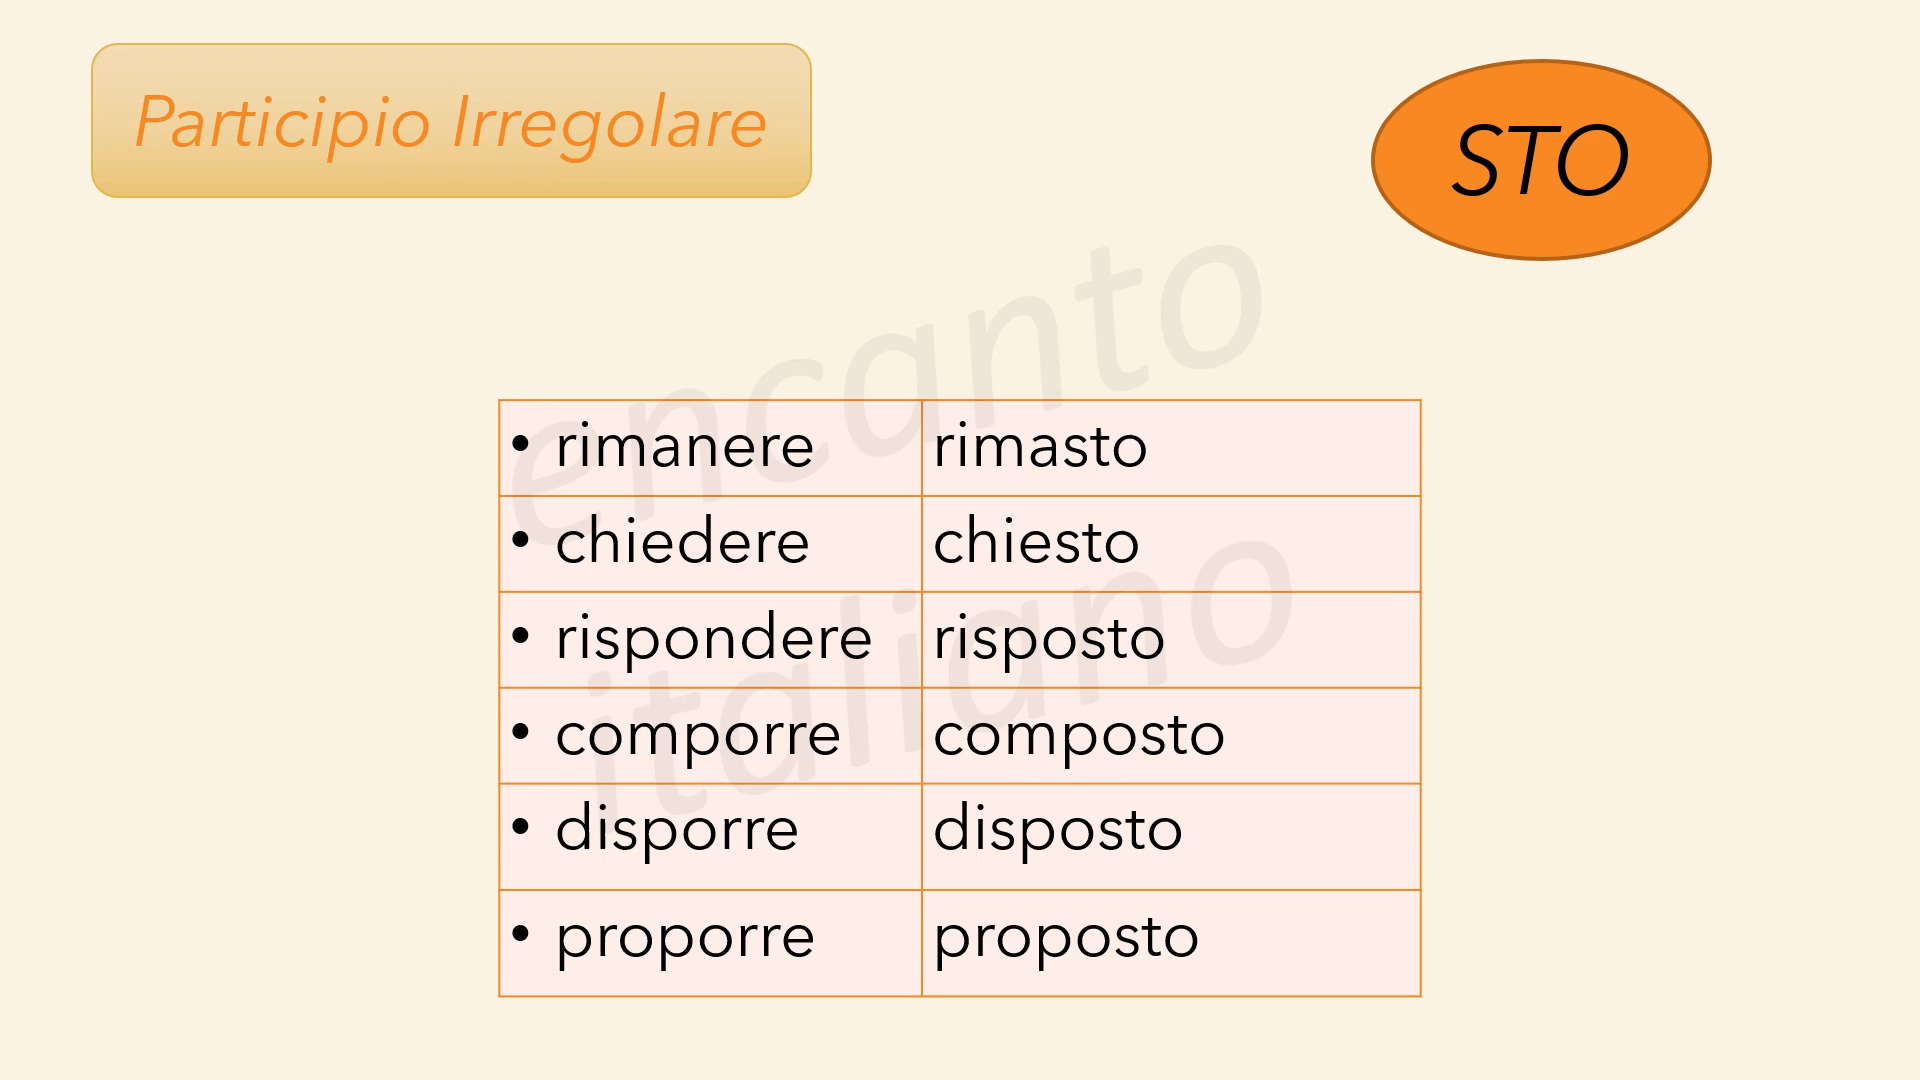 Participio Irregolare
STO
• rimanere rimasto
• chiedere chiesto
• rispondere risposto
• comporre composto
• disporre disposto
• proporre proposto
encanto
italiano